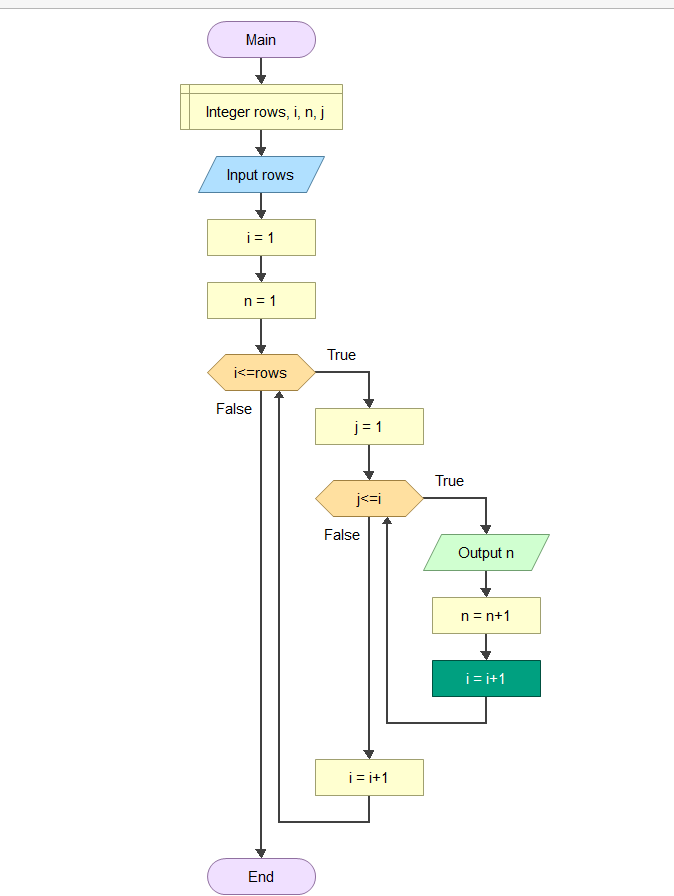 Main
Integer rows, i, n, j
Input rows
i = 1
n = 1
i<=rows
True
False
j = 1
j<=i
True
False
Output n
n = n+1
i = i+1
i = i+1
End